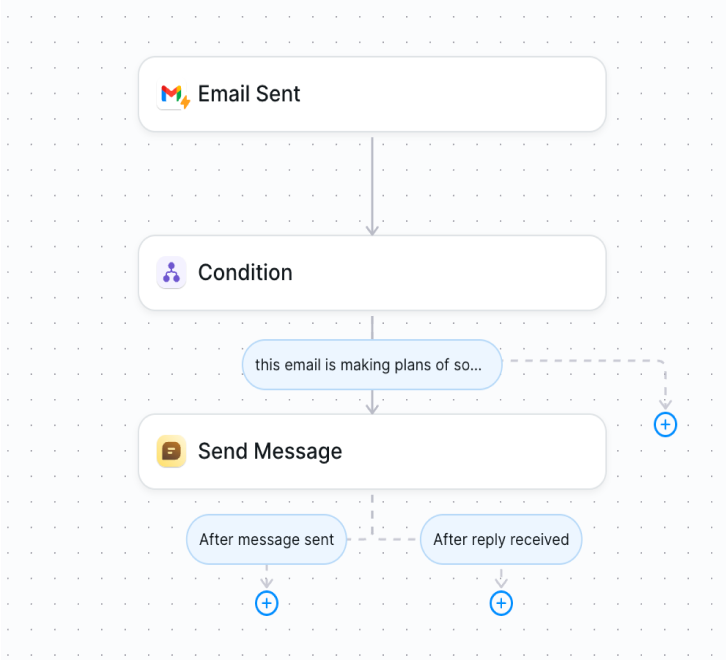 Email Sent
Condition
this email is making plans of so...
Send Message
After message sent
After reply received